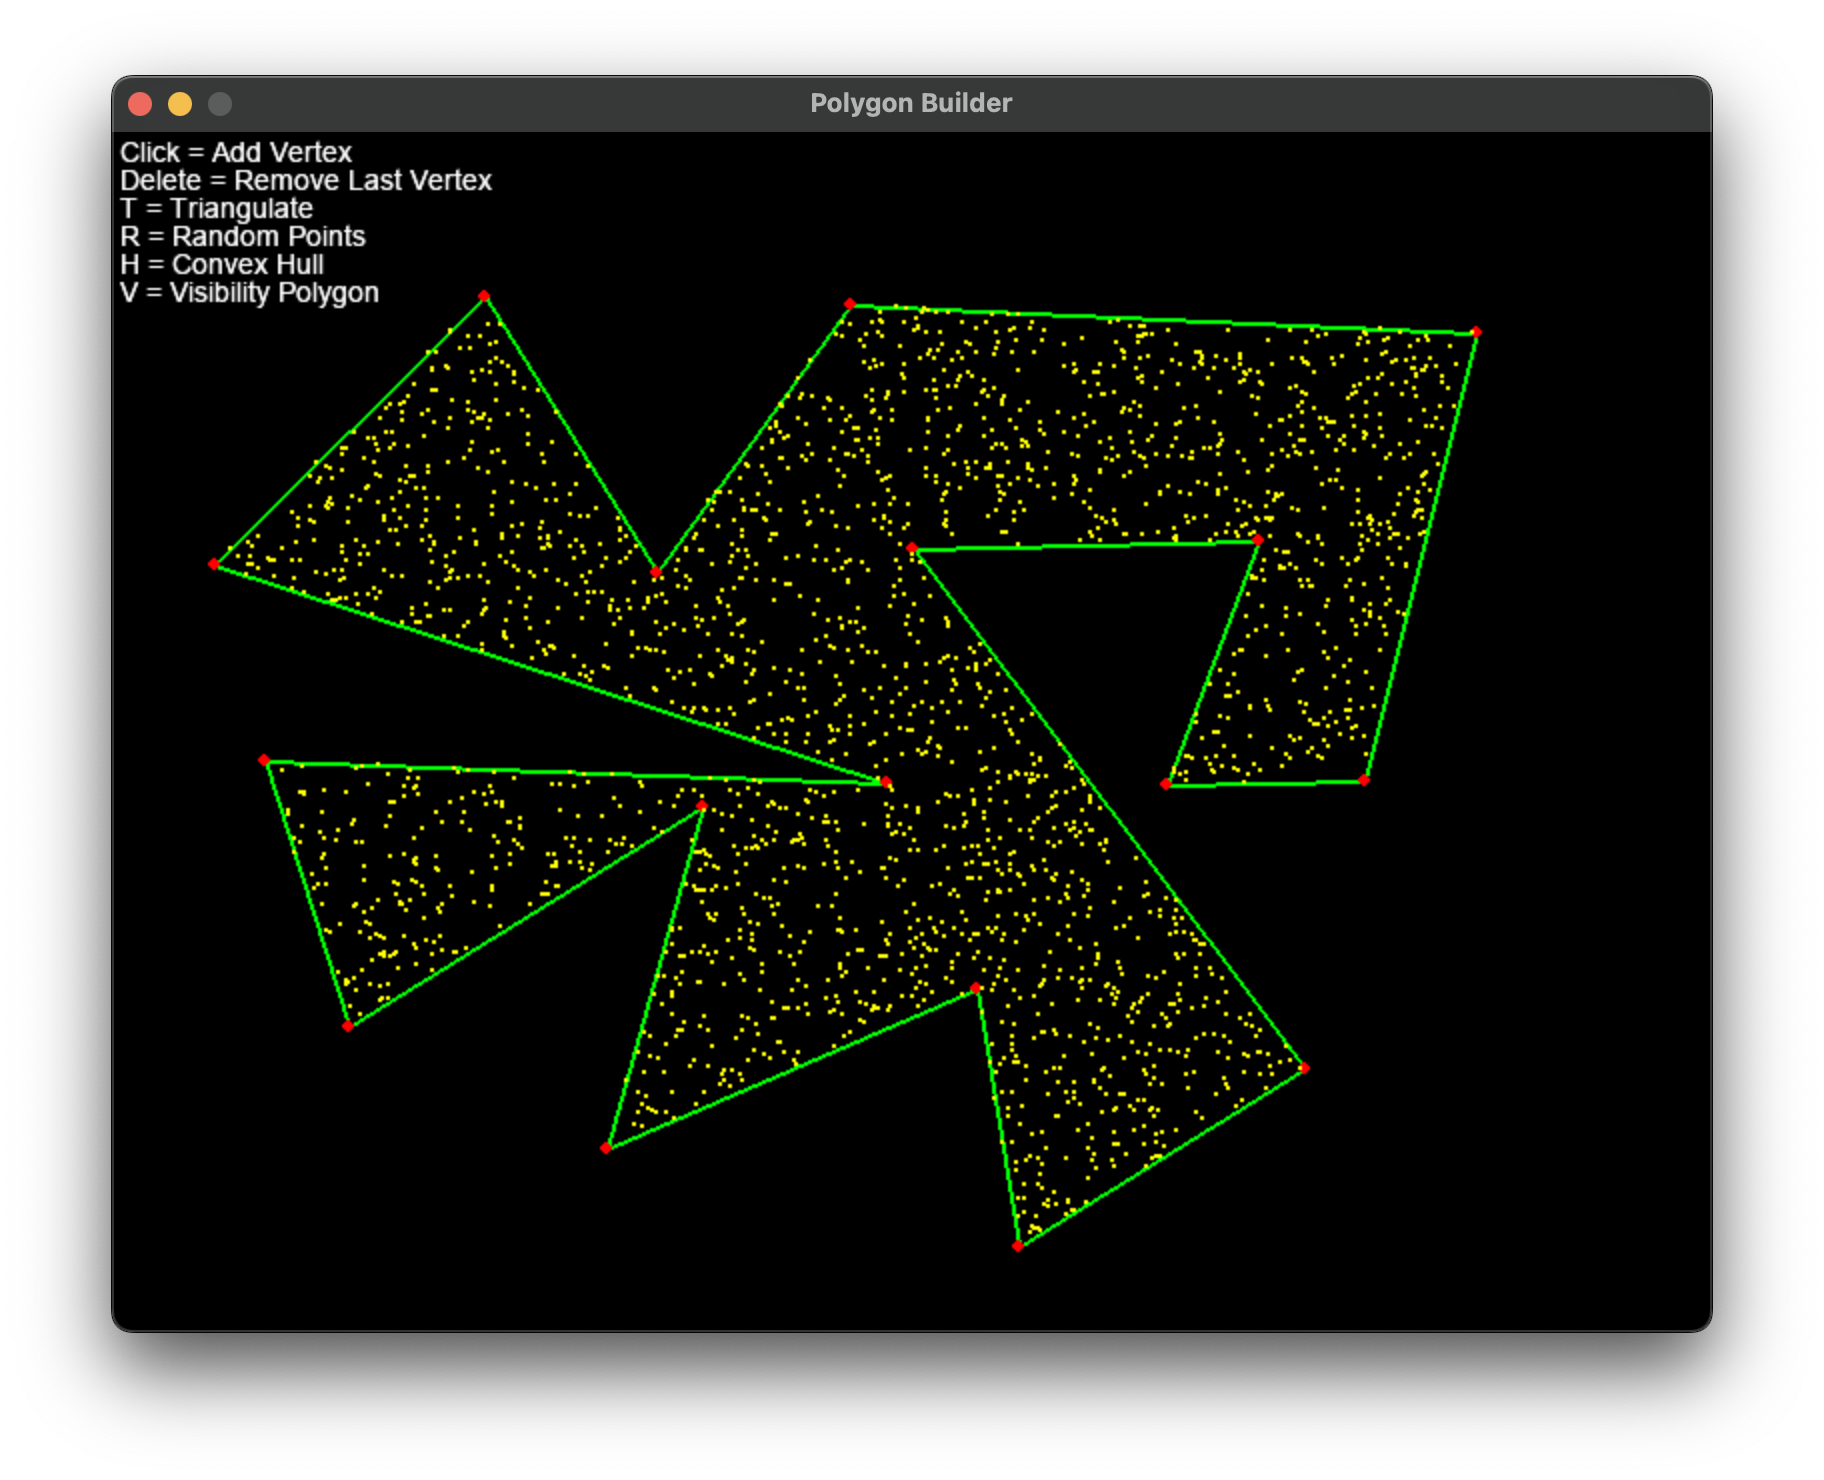 Polygon Builder
Click = Add Vertex
Delete = Remove Last Vertex
T = Triangulate
R = Random Points
H = Convex Hull
V = Visibility Polygon